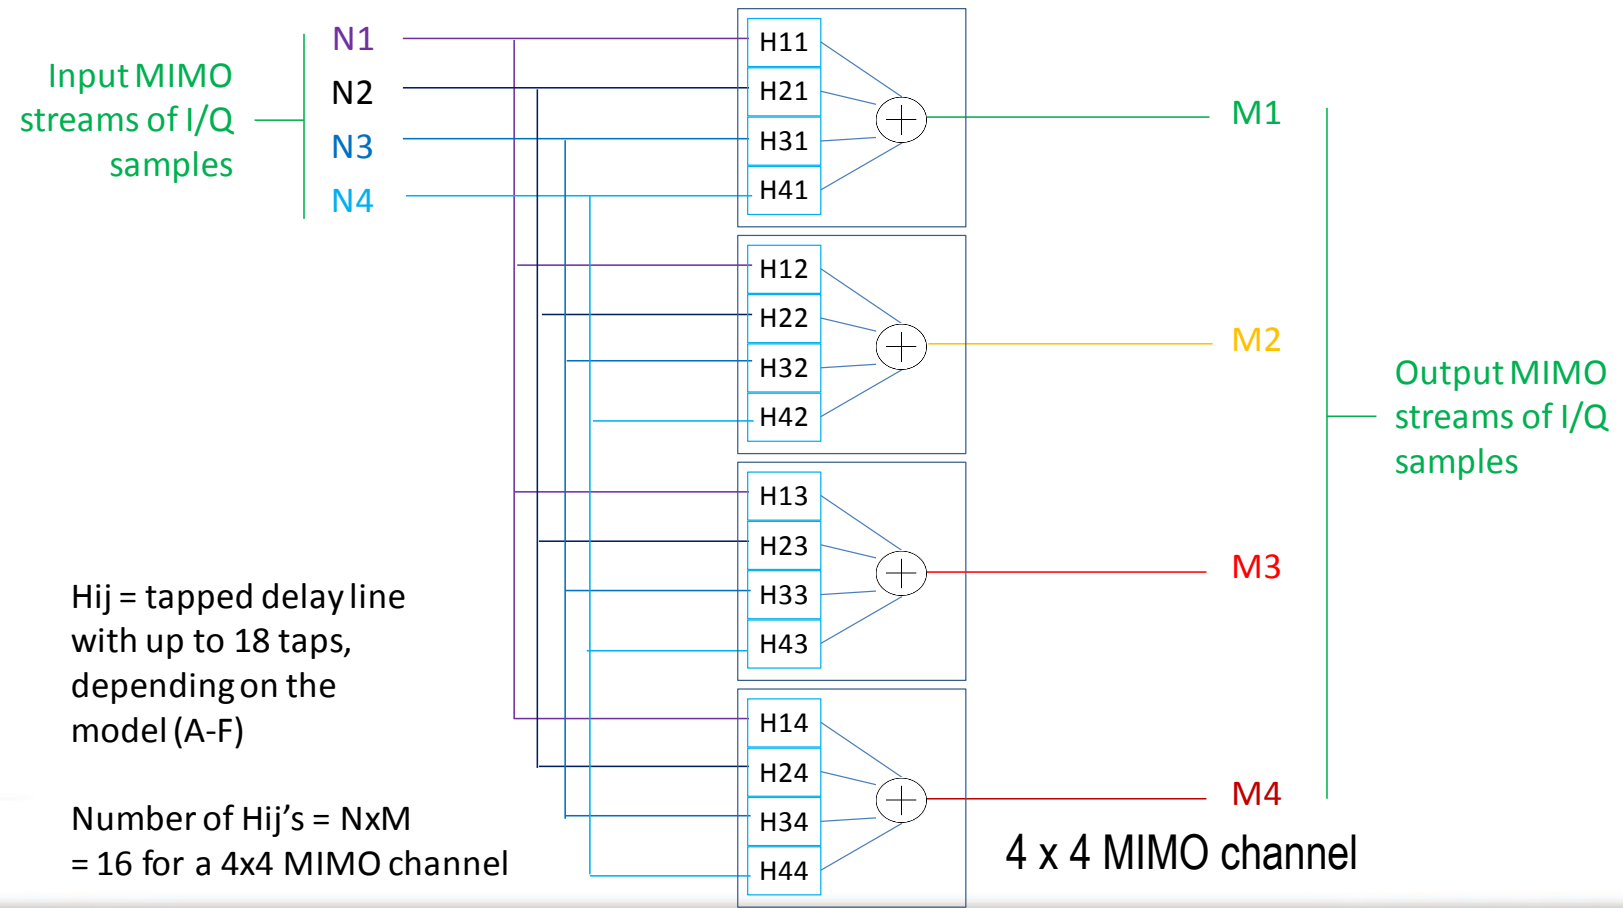 Input MIMO
streams of I/Q
samples
N1
N2
N3
N4
H11
H21
H31
H41
H12
H22
H32
H42
H13
H23
H33
H43
H14
H24
H34
H44
M1
M2
M3
M4
Output MIMO
streams of I/Q
samples
Hij = tapped delay line
with up to 18 taps,
depending on the
model (A-F)
Number of Hij’s = NxM
= 16 for a 4x4 MIMO channel
4 x 4 MIMO channel